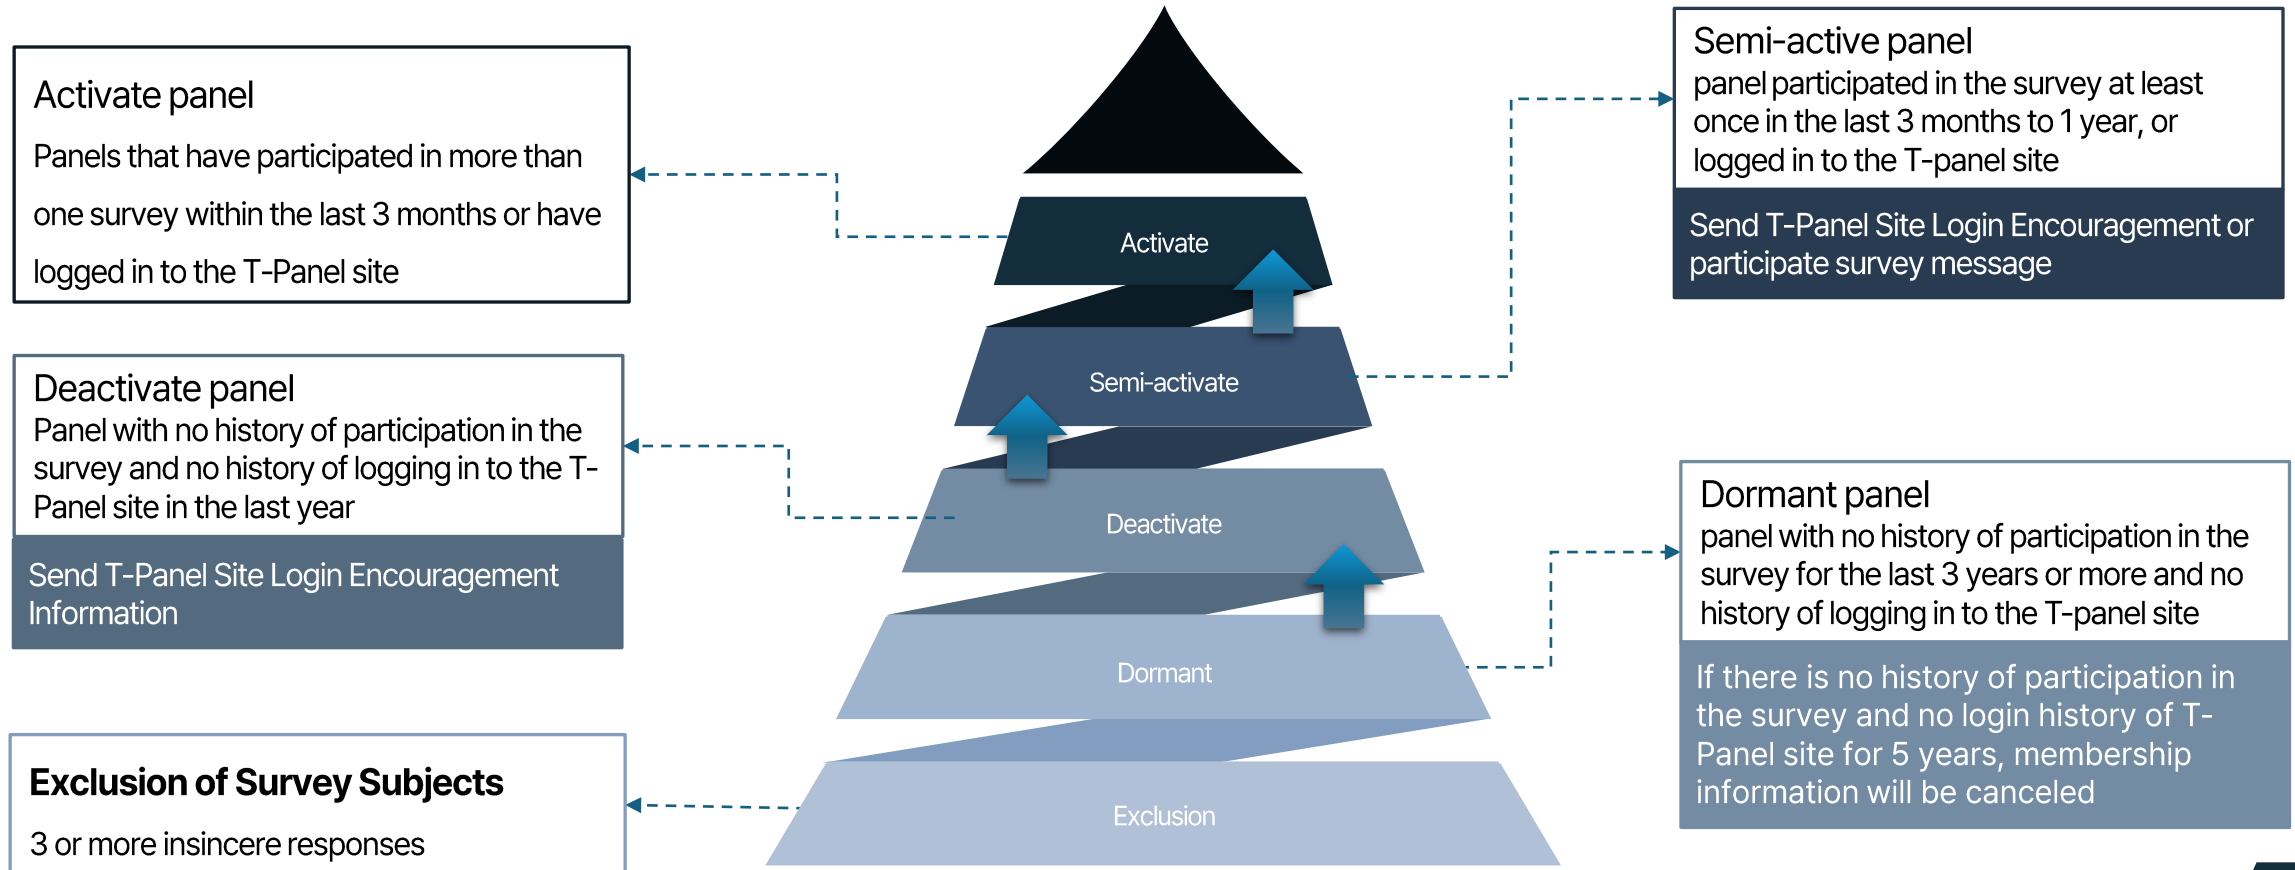 Activate panel
Panels that have participated in more than
one survey within the last 3 months or have
logged in to the T-Panel site
Semi-active panel
panel participated in the survey at least
once in the last 3 months to 1 year, or
logged in to the T-panel site
Send T-Panel Site Login Encouragement or
participate survey message
Activate
Semi-activate
Deactivate
Dormant
Exclusion
Deactivate panel
Panel with no history of participation in the
survey and no history of logging in to the T-
Panel site in the last year
Send T-Panel Site Login Encouragement
Information
Dormant panel
panel with no history of participation in the
survey for the last 3 years or more and no
history of logging in to the T-panel site
If there is no history of participation in
the survey and no login history of T-
Panel site for 5 years, membership
information will be canceled
Exclusion of Survey Subjects
3 or more insincere responses